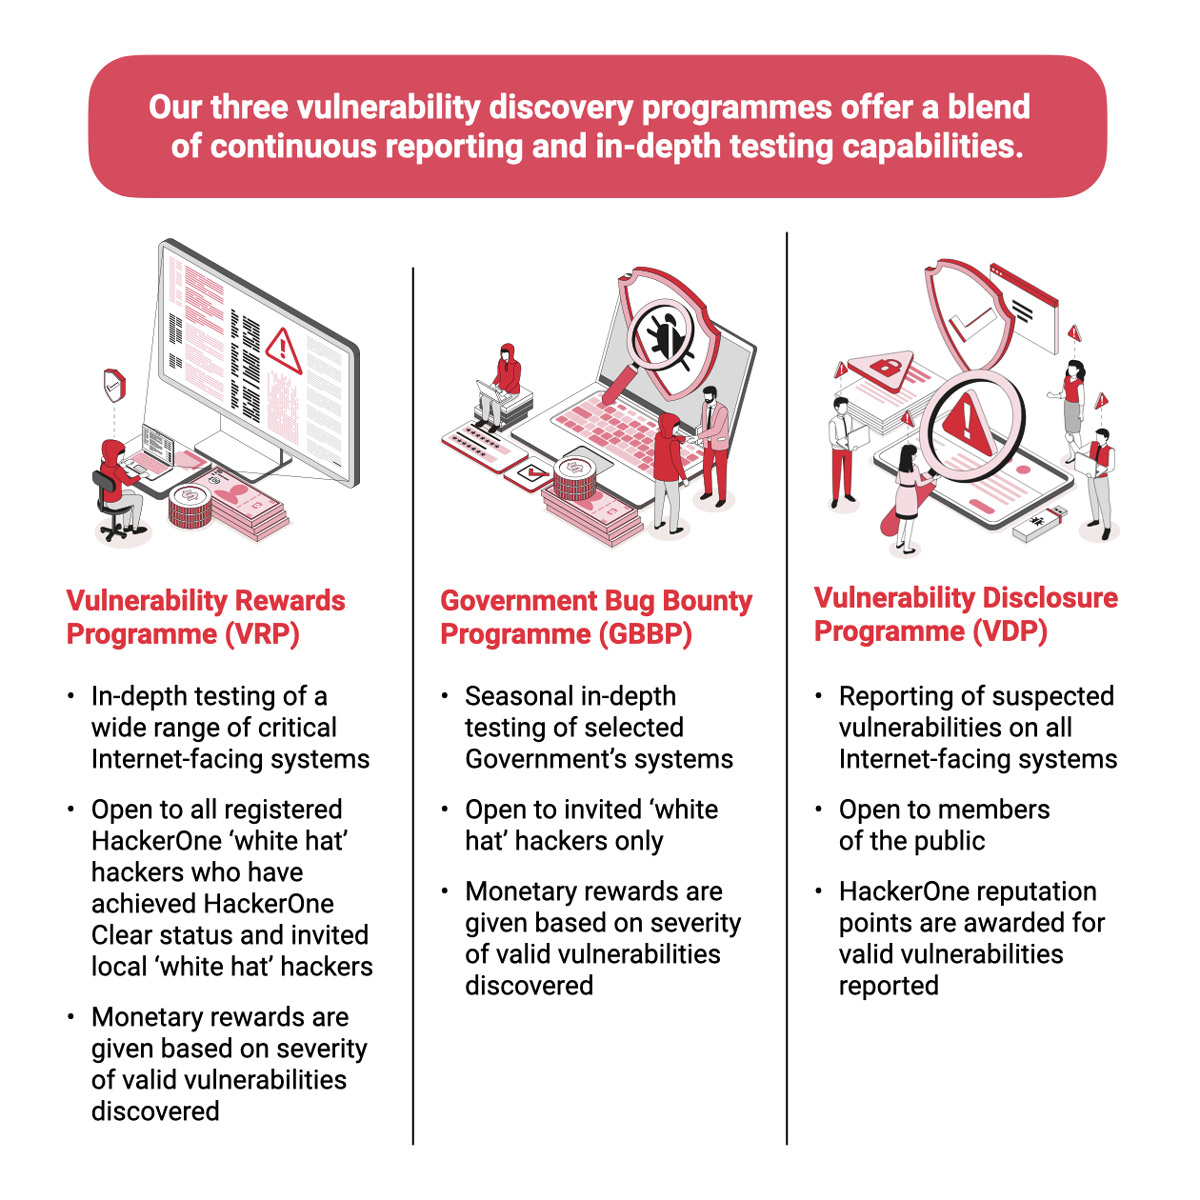 Our three vulnerability discovery programmes offer a blend
of continuous reporting and in-depth testing capabilities.
Vulnerability Rewards
Programme (VRP)
• In-depth testing of a
wide range of critical
Internet-facing systems
• Open to all registered
HackerOne ‘white hat’
hackers who have
achieved HackerOne
Clear status and invited
local ‘white hat’ hackers
• Monetary rewards are
given based on severity
of valid vulnerabilities
discovered
Government Bug Bounty
Programme (GBBP)
• Seasonal in-depth
testing of selected
Government’s systems
• Open to invited ‘white
hat’ hackers only
• Monetary rewards are
given based on severity
of valid vulnerabilities
discovered
Vulnerability Disclosure
Programme (VDP)
• Reporting of suspected
vulnerabilities on all
Internet-facing systems
• Open to members
of the public
• HackerOne reputation
points are awarded for
valid vulnerabilities
reported